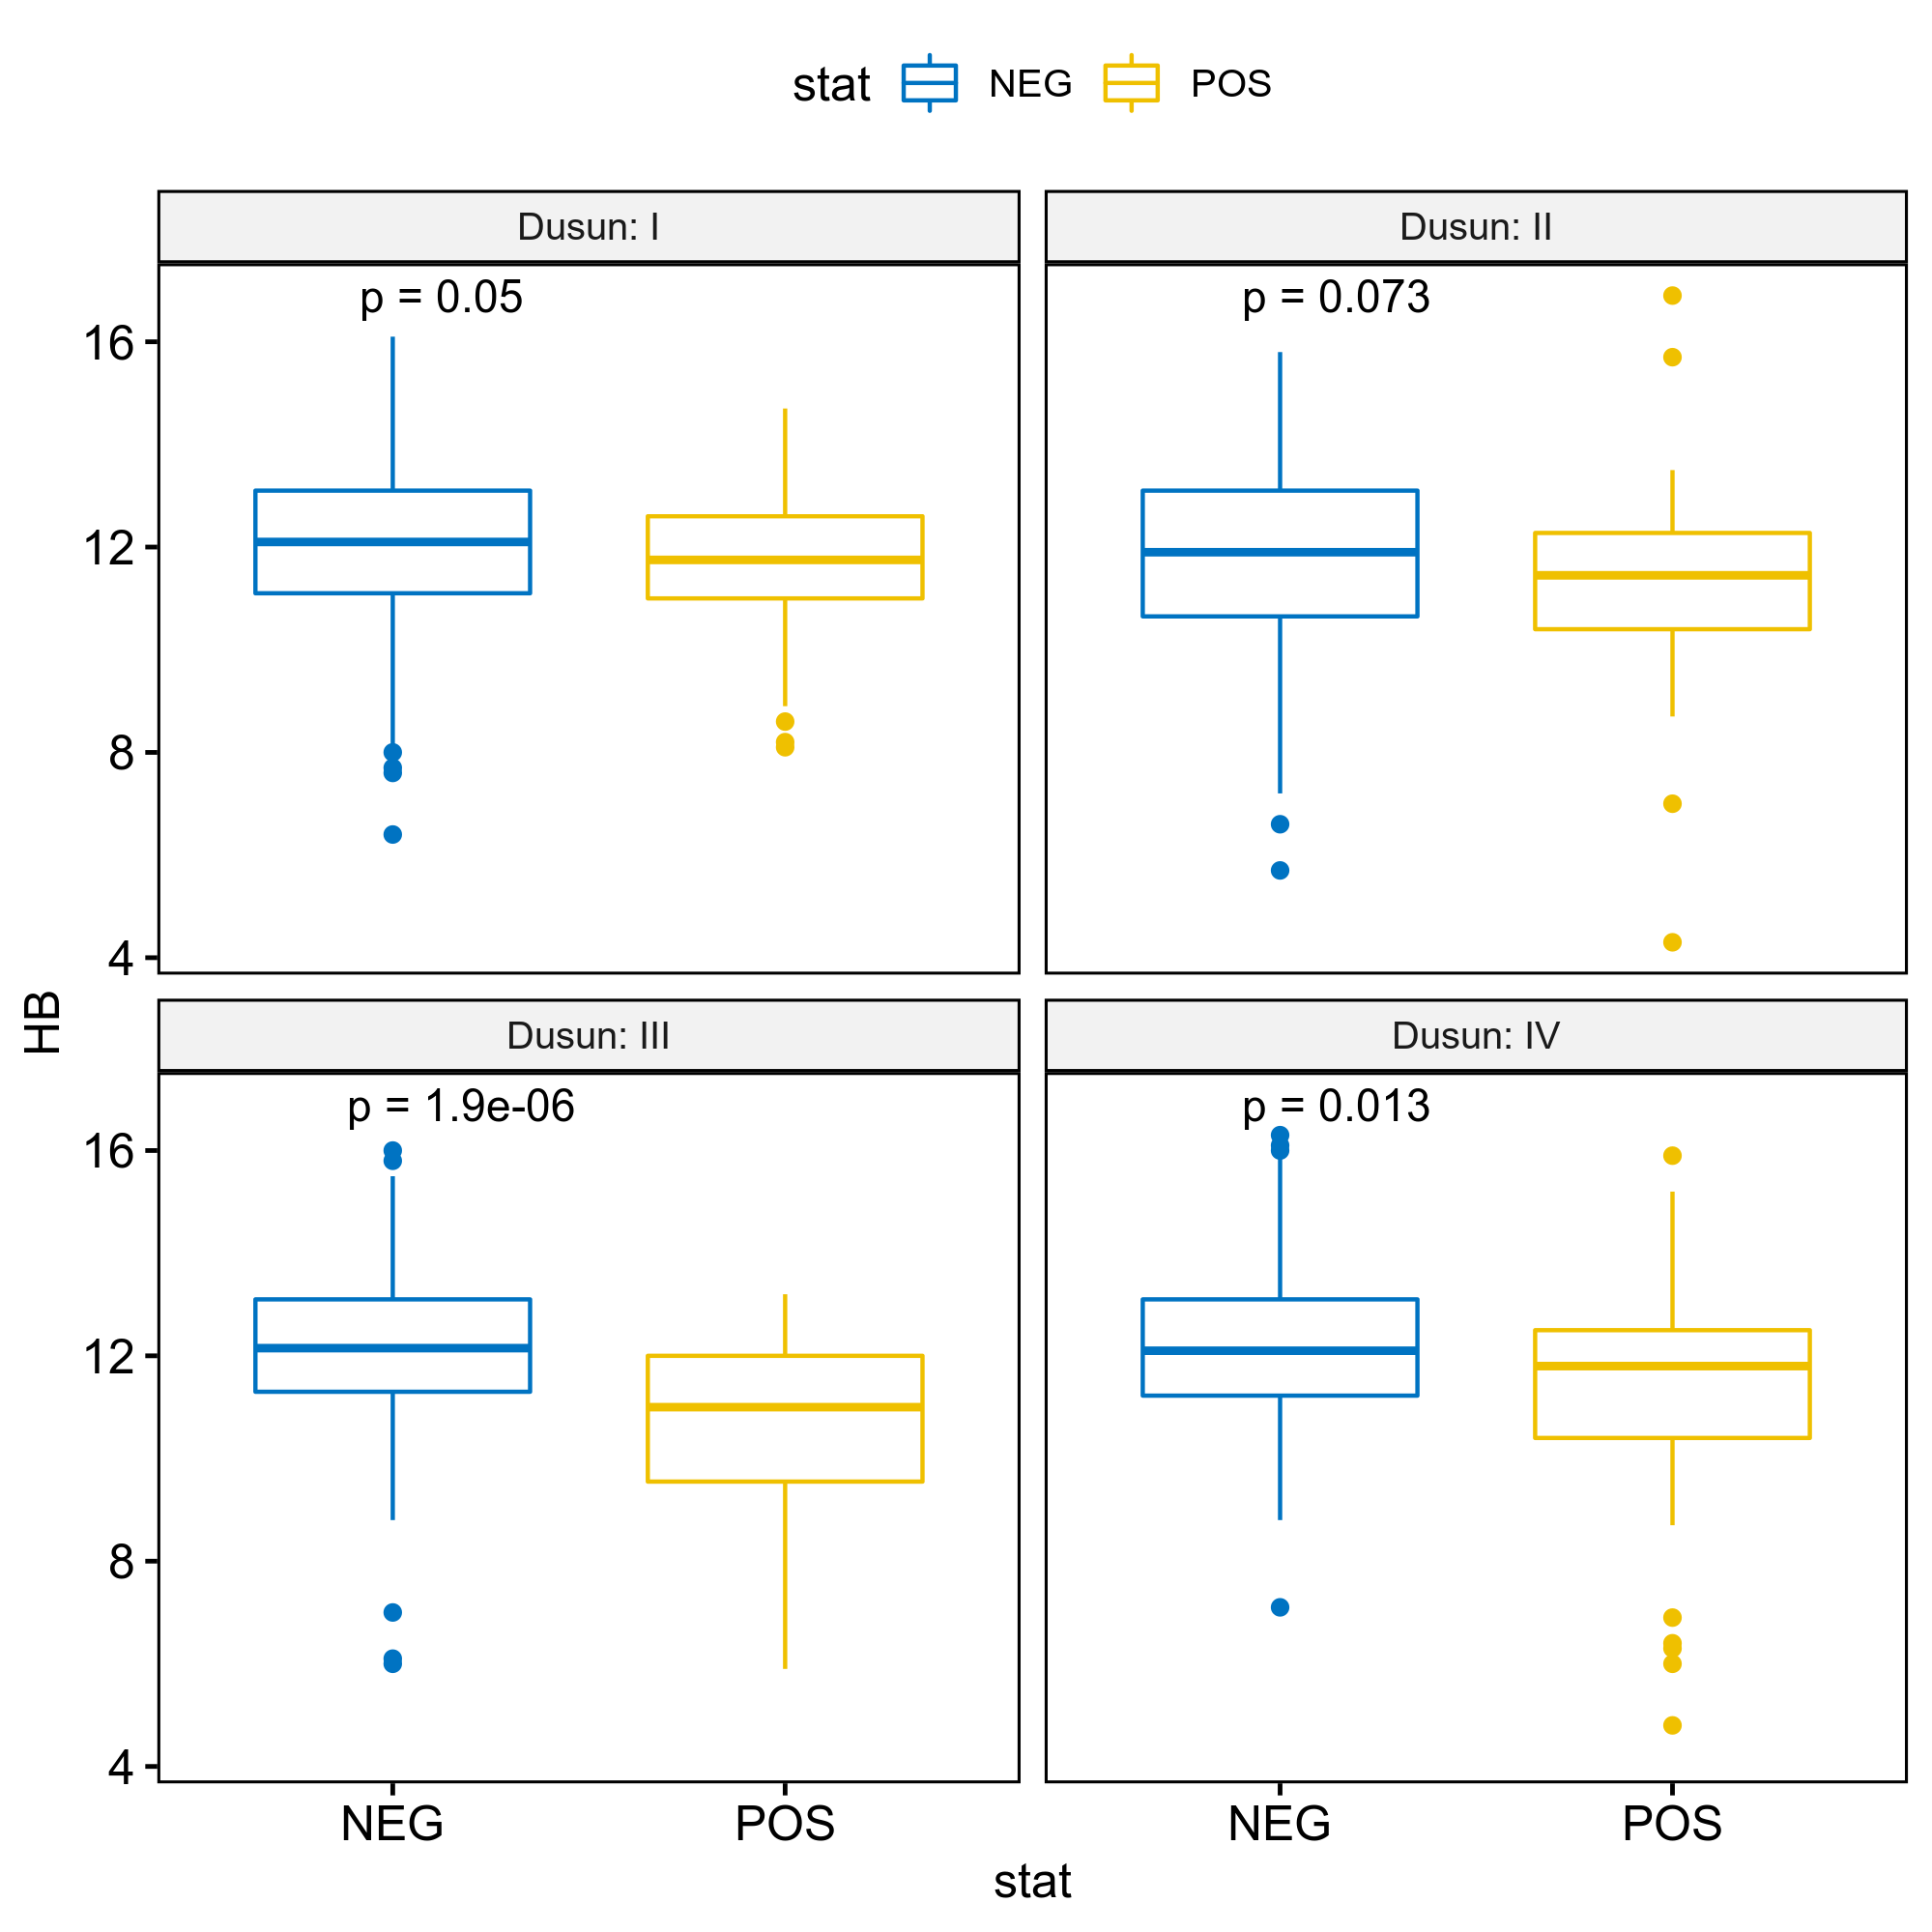 stat NEG POS
Dusun: I
Dusun: II
p = 0.05
p = 0.073
16
12
8
4
HB
Dusun: III
Dusun: IV
p = 1.9e-06
p = 0.013
16
12
8
4
NEG POS NEG POS
stat